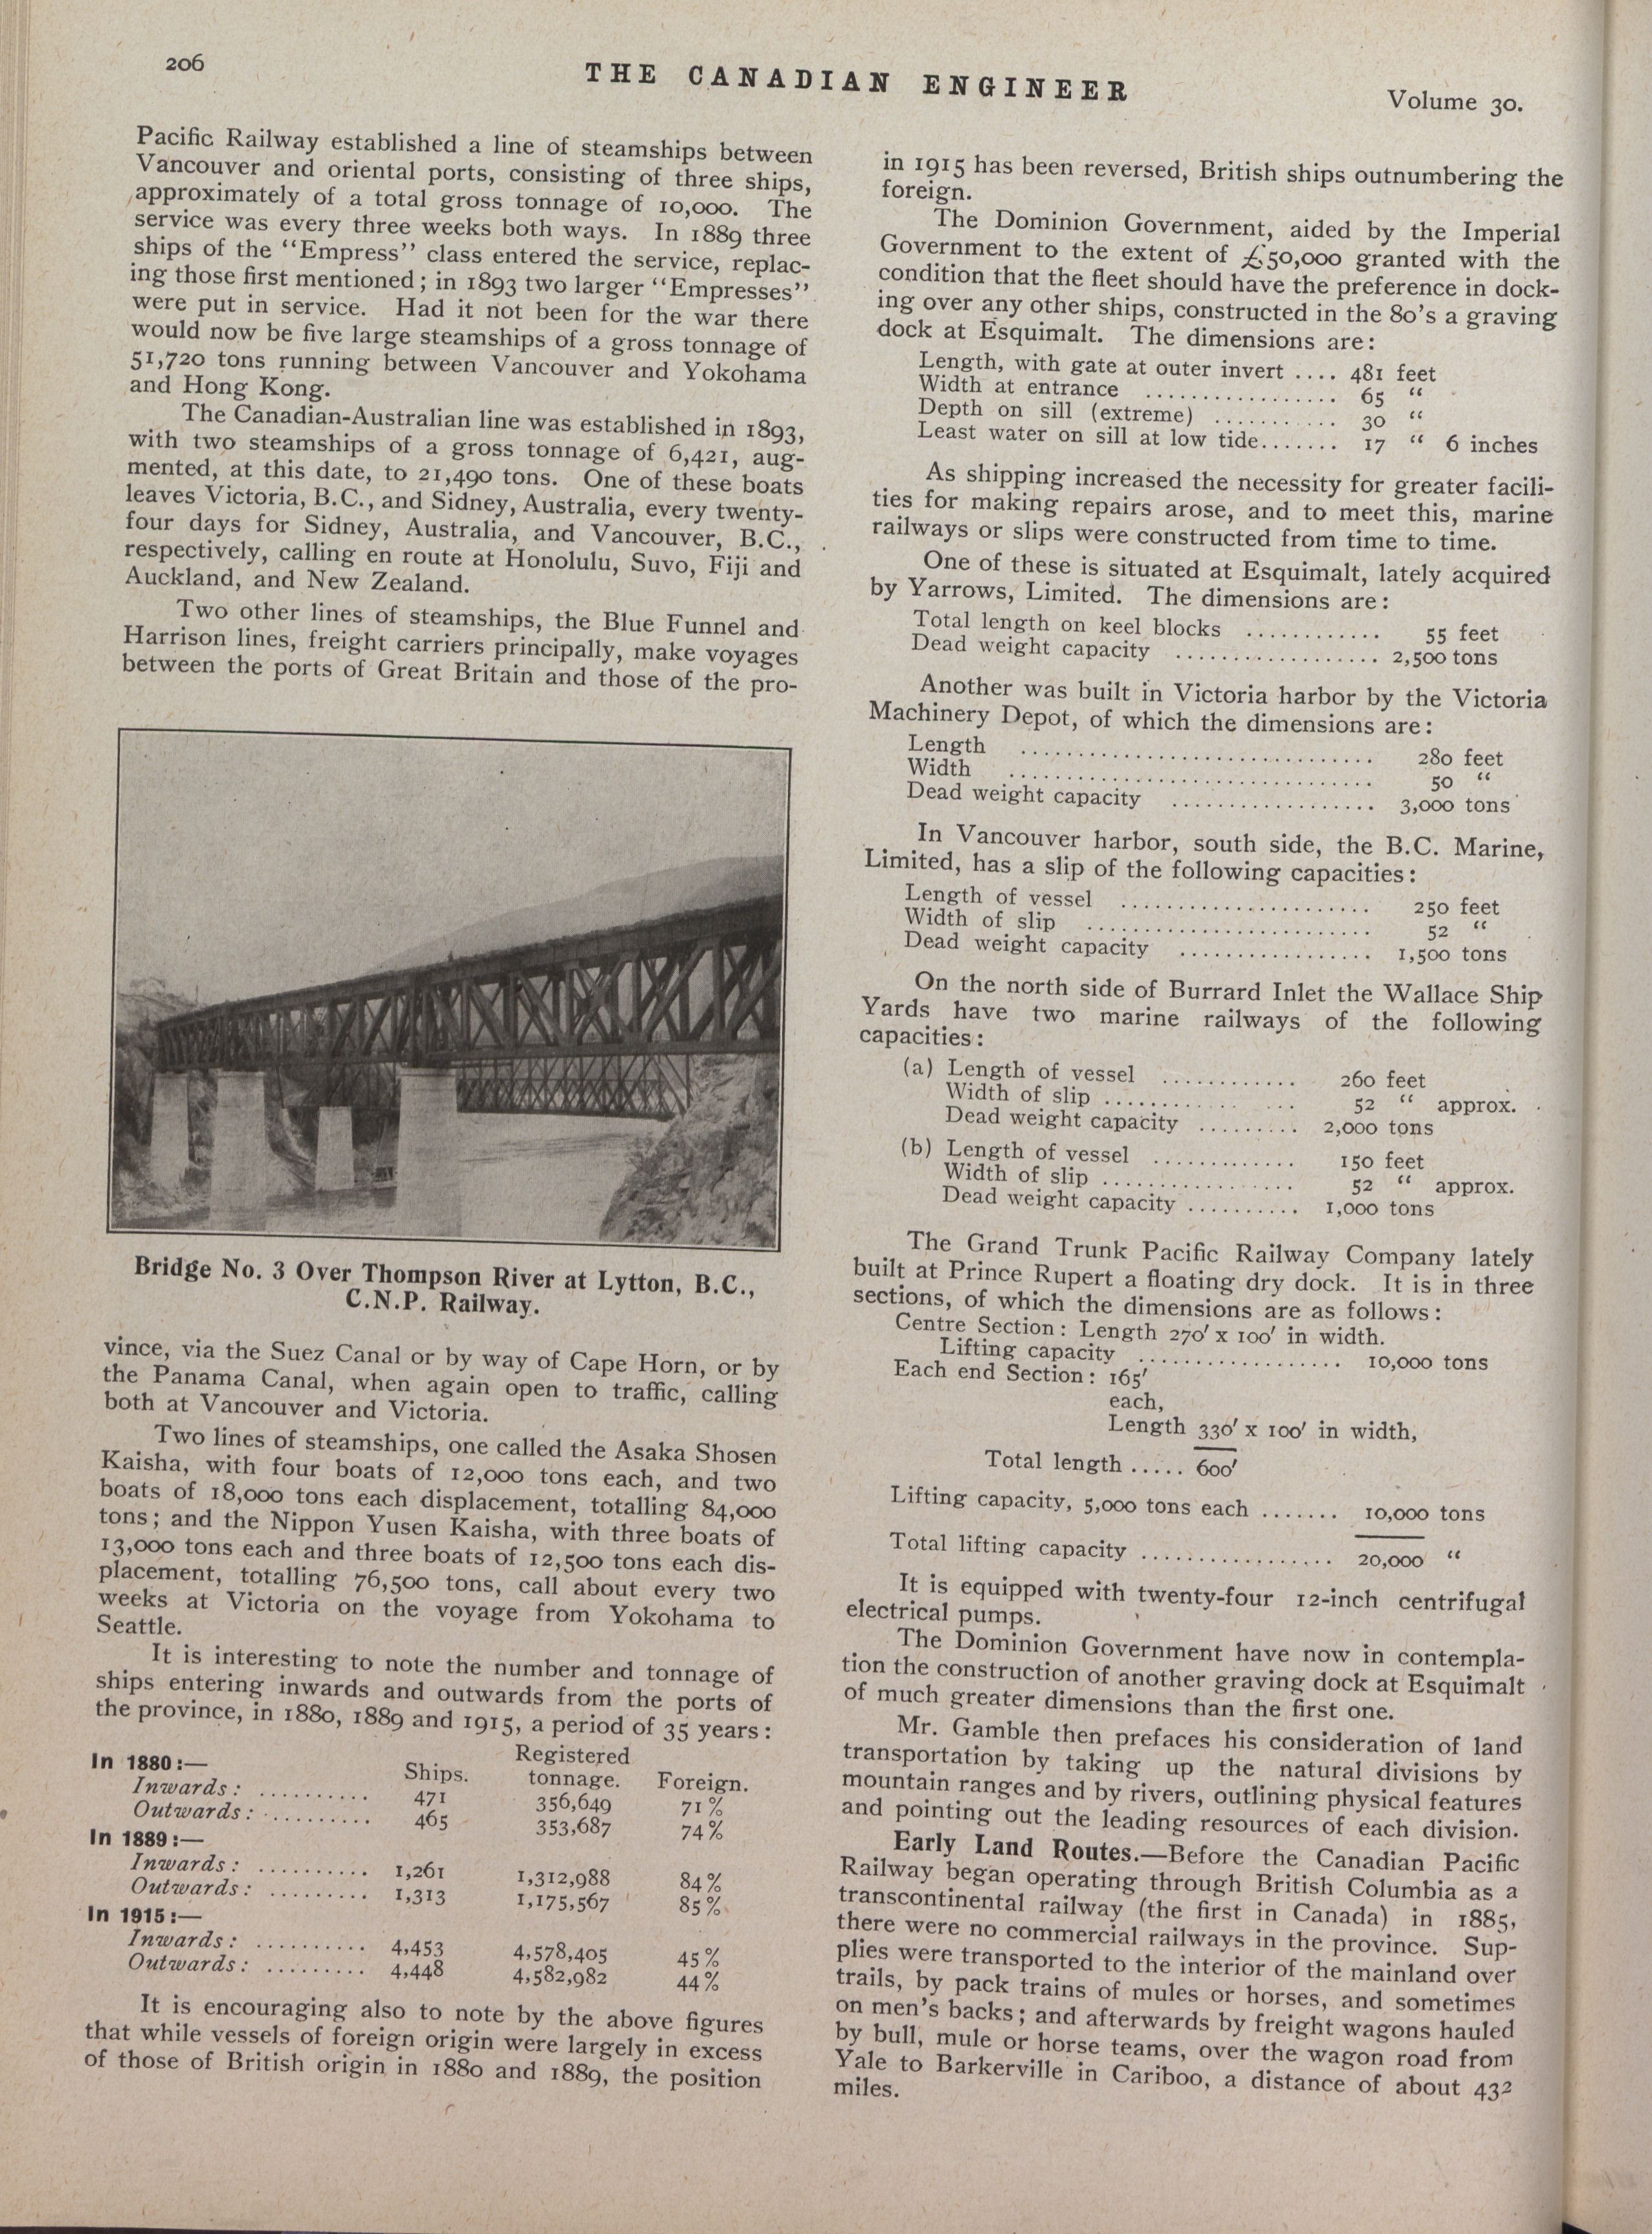 206
THE CANADIAN ENGINEER
Volume 30.
Pacific Railway established a line of steamships between
Vancouver and oriental ports, consisting of three ships,
approximately of a total gross tonnage of 10,000. The
service was every three weeks both ways. In 1889 three
ships of the "Empress" class entered the service, replac-
ing those first mentioned; in 1893 two larger "Empresses"
were put in service. Had it not been for the war there
would now be five large steamships of a gross tonnage of
51,720 tons running between Vancouver and Yokohama
and Hong Kong.
The Canadian-Australian line was established in 1893,
with two steamships of a gross tonnage of 6,421, aug-
mented, at this date, to 21,490 tons. One of these boats
leaves Victoria, B.C., and Sidney, Australia, every twenty-
four days for Sidney, Australia, and Vancouver, B.C.,
respectively, calling en route at Honolulu, Suvo, Fiji and
Auckland, and New Zealand.
Two other lines of steamships, the Blue Funnel and
Harrison lines, freight carriers principally, make voyages
between the ports of Great Britain and those of the pro-
Bridge No. 3 Over Thompson River at Lytton, B.C.,
C.N.P. Railway.
vince, via the Suez Canal or by way of Cape Horn, or by
the Panama Canal, when again open to traffic, calling
both at Vancouver and Victoria.
Two lines of steamships, one called the Asaka Shosen
Kaisha, with four boats of 12,000 tons each, and two
boats of 18,000 tons each displacement, totalling 84,000
tons; and the Nippon Yusen Kaisha, with three boats of
13,000 tons each and three boats of 12,500 tons each dis-
placement, totalling 76,500 tons, call about every two
weeks at Victoria on the voyage from Yokohama to
Seattle.
It is interesting to note the number and tonnage of
ships entering inwards and outwards from the ports of
the province, in 1880, 1889 and 1915, a period of 35 years:
Registered
In 1880:— Ships. tonnage. Foreign.
Inwards: .......... 471 356,649 71%
Outwards: .......... 465 353,687 74%
In 1889:—
Inwards: .......... 1,261 1,312,988 84%
Outwards: ......... 1,313 1,175,567 85%
In 1915:—
Inwards: .......... 4,453 4,578,405 45%
Outwards: ......... 4,448 4,582,982 44%
It is encouraging also to note by the above figures
that while vessels of foreign origin were largely in excess
of those of British origin in 1880 and 1889, the position
in 1915 has been reversed, British ships outnumbering the
foreign.
The Dominion Government, aided by the Imperial
Government to the extent of £50,000 granted with the
condition that the fleet should have the preference in dock-
ing over any other ships, constructed in the 80's a graving
dock at Esquimalt. The dimensions are:
Length, with gate at outer invert .... 481 feet
Width at entrance ................. 65 "
Depth on sill (extreme) ........... 30 "
Least water on sill at low tide....... 17 " 6 inches
As shipping increased the necessity for greater facili-
ties for making repairs arose, and to meet this, marine
railways or slips were constructed from time to time.
One of these is situated at Esquimalt, lately acquired
by Yarrows, Limited. The dimensions are:
Total length on keel blocks ............ 55 feet
Dead weight capacity .................. 2,500 tons
Another was built in Victoria harbor by the Victoria
Machinery Depot, of which the dimensions are:
Length ............................... 280 feet
Width ................................ 50 "
Dead weight capacity .................. 3,000 tons
In Vancouver harbor, south side, the B.C. Marine,
Limited, has a slip of the following capacities:
Length of vessel ...................... 250 feet
Width of slip ......................... 52 "
Dead weight capacity ................. 1,500 tons
On the north side of Burrard Inlet the Wallace Ship
Yards have two marine railways of the following
capacities:
(a) Length of vessel ............ 260 feet
Width of slip ............ ... 52 " approx.
Dead weight capacity ......... 2,000 tons
(b) Length of vessel ............. 150 feet
Width of slip ................. 52 " approx.
Dead weight capacity .......... 1,000 tons
The Grand Trunk Pacific Railway Company lately
built at Prince Rupert a floating dry dock. It is in three
sections, of which the dimensions are as follows:
Centre Section: Length 270' x 100' in width.
Lifting capacity .................. 10,000 tons
Each end Section: 165'
each,
Length 330' x 100' in width,
Total length ..... 600'
Lifting capacity, 5,000 tons each ....... 10,000 tons
Total lifting capacity ................. 20,000 "
It is equipped with twenty-four 12-inch centrifugal
electrical pumps.
The Dominion Government have now in contempla-
tion the construction of another graving dock at Esquimalt
of much greater dimensions than the first one.
Mr. Gamble then prefaces his consideration of land
transportation by taking up the natural divisions by
mountain ranges and by rivers, outlining physical features
and pointing out the leading resources of each division.
Early Land Routes.—Before the Canadian Pacific
Railway began operating through British Columbia as a
transcontinental railway (the first in Canada) in 1885,
there were no commercial railways in the province. Sup-
plies were transported to the interior of the mainland over
trails, by pack trains of mules or horses, and sometimes
on men's backs; and afterwards by freight wagons hauled
by bull, mule or horse teams, over the wagon road from
Yale to Barkerville in Cariboo, a distance of about 432
miles.